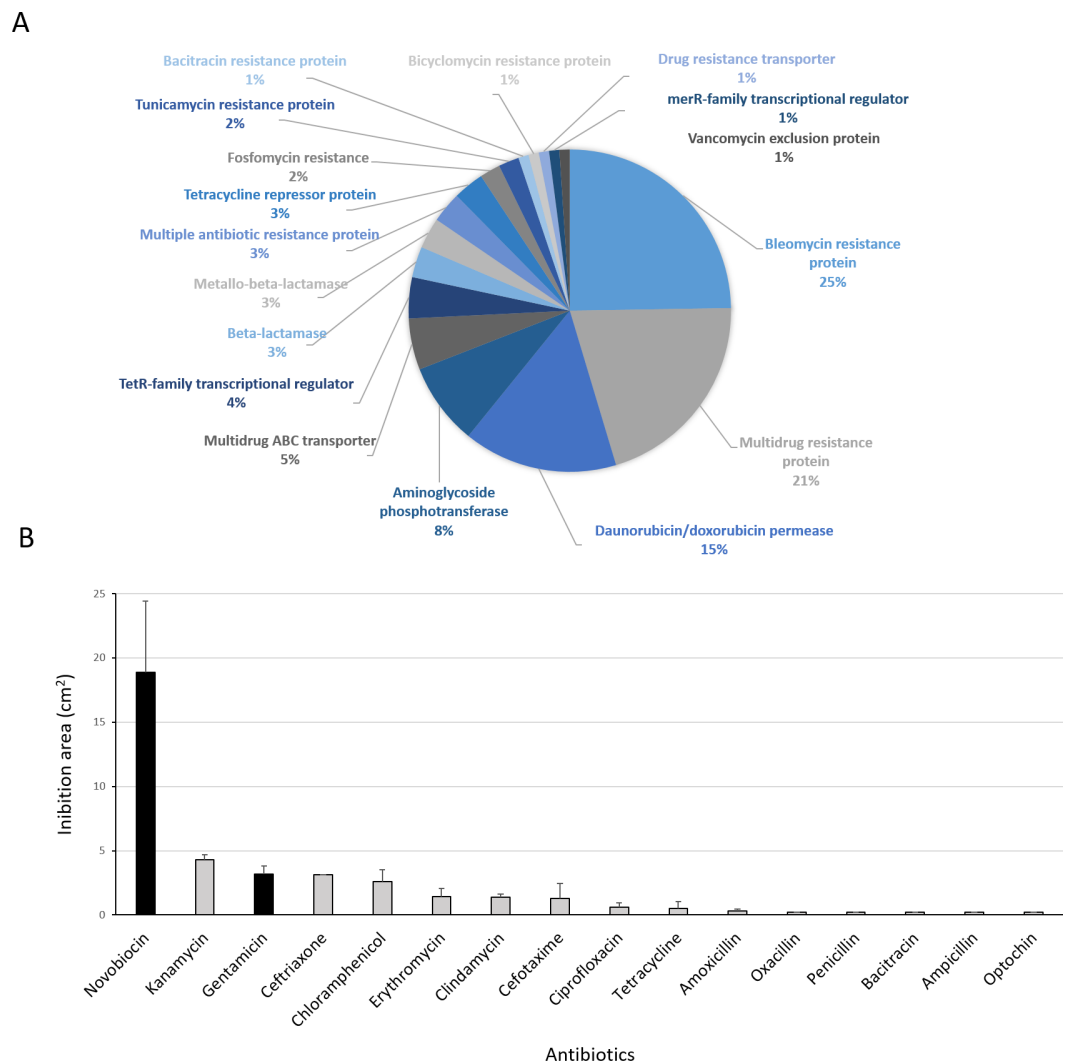 A
Bacitracin resistance protein
1%
Bicyclomycin resistance protein
1%
Drug resistance transporter
1%
Tunicamycin resistance protein
2%
merR-family transcriptional regulator
1%
Vancomycin exclusion protein
1%
Fosfomycin resistance
2%
Tetracycline repressor protein
3%
Multiple antibiotic resistance protein
3%
Bleomycin resistance
protein
25%
Metallo-beta-lactamase
3%
Beta-lactamase
3%
TetR-family transcriptional regulator
4%
Multidrug ABC transporter
5%
Multidrug resistance
protein
21%
Aminoglycoside
phosphotransferase
8%
Daunorubicin/doxorubicin permease
15%
B
25
20
15
10
5
0
Inibition area (cm²)
Novobiocin
Kanamycin
Gentamicin
Ceftriaxone
Chloramphenicol
Erythromycin
Clindamycin
Cefotaxime
Ciprofloxacin
Tetracycline
Amoxicillin
Oxacillin
Penicillin
Bacitracin
Ampicillin
Optochin
Antibiotics